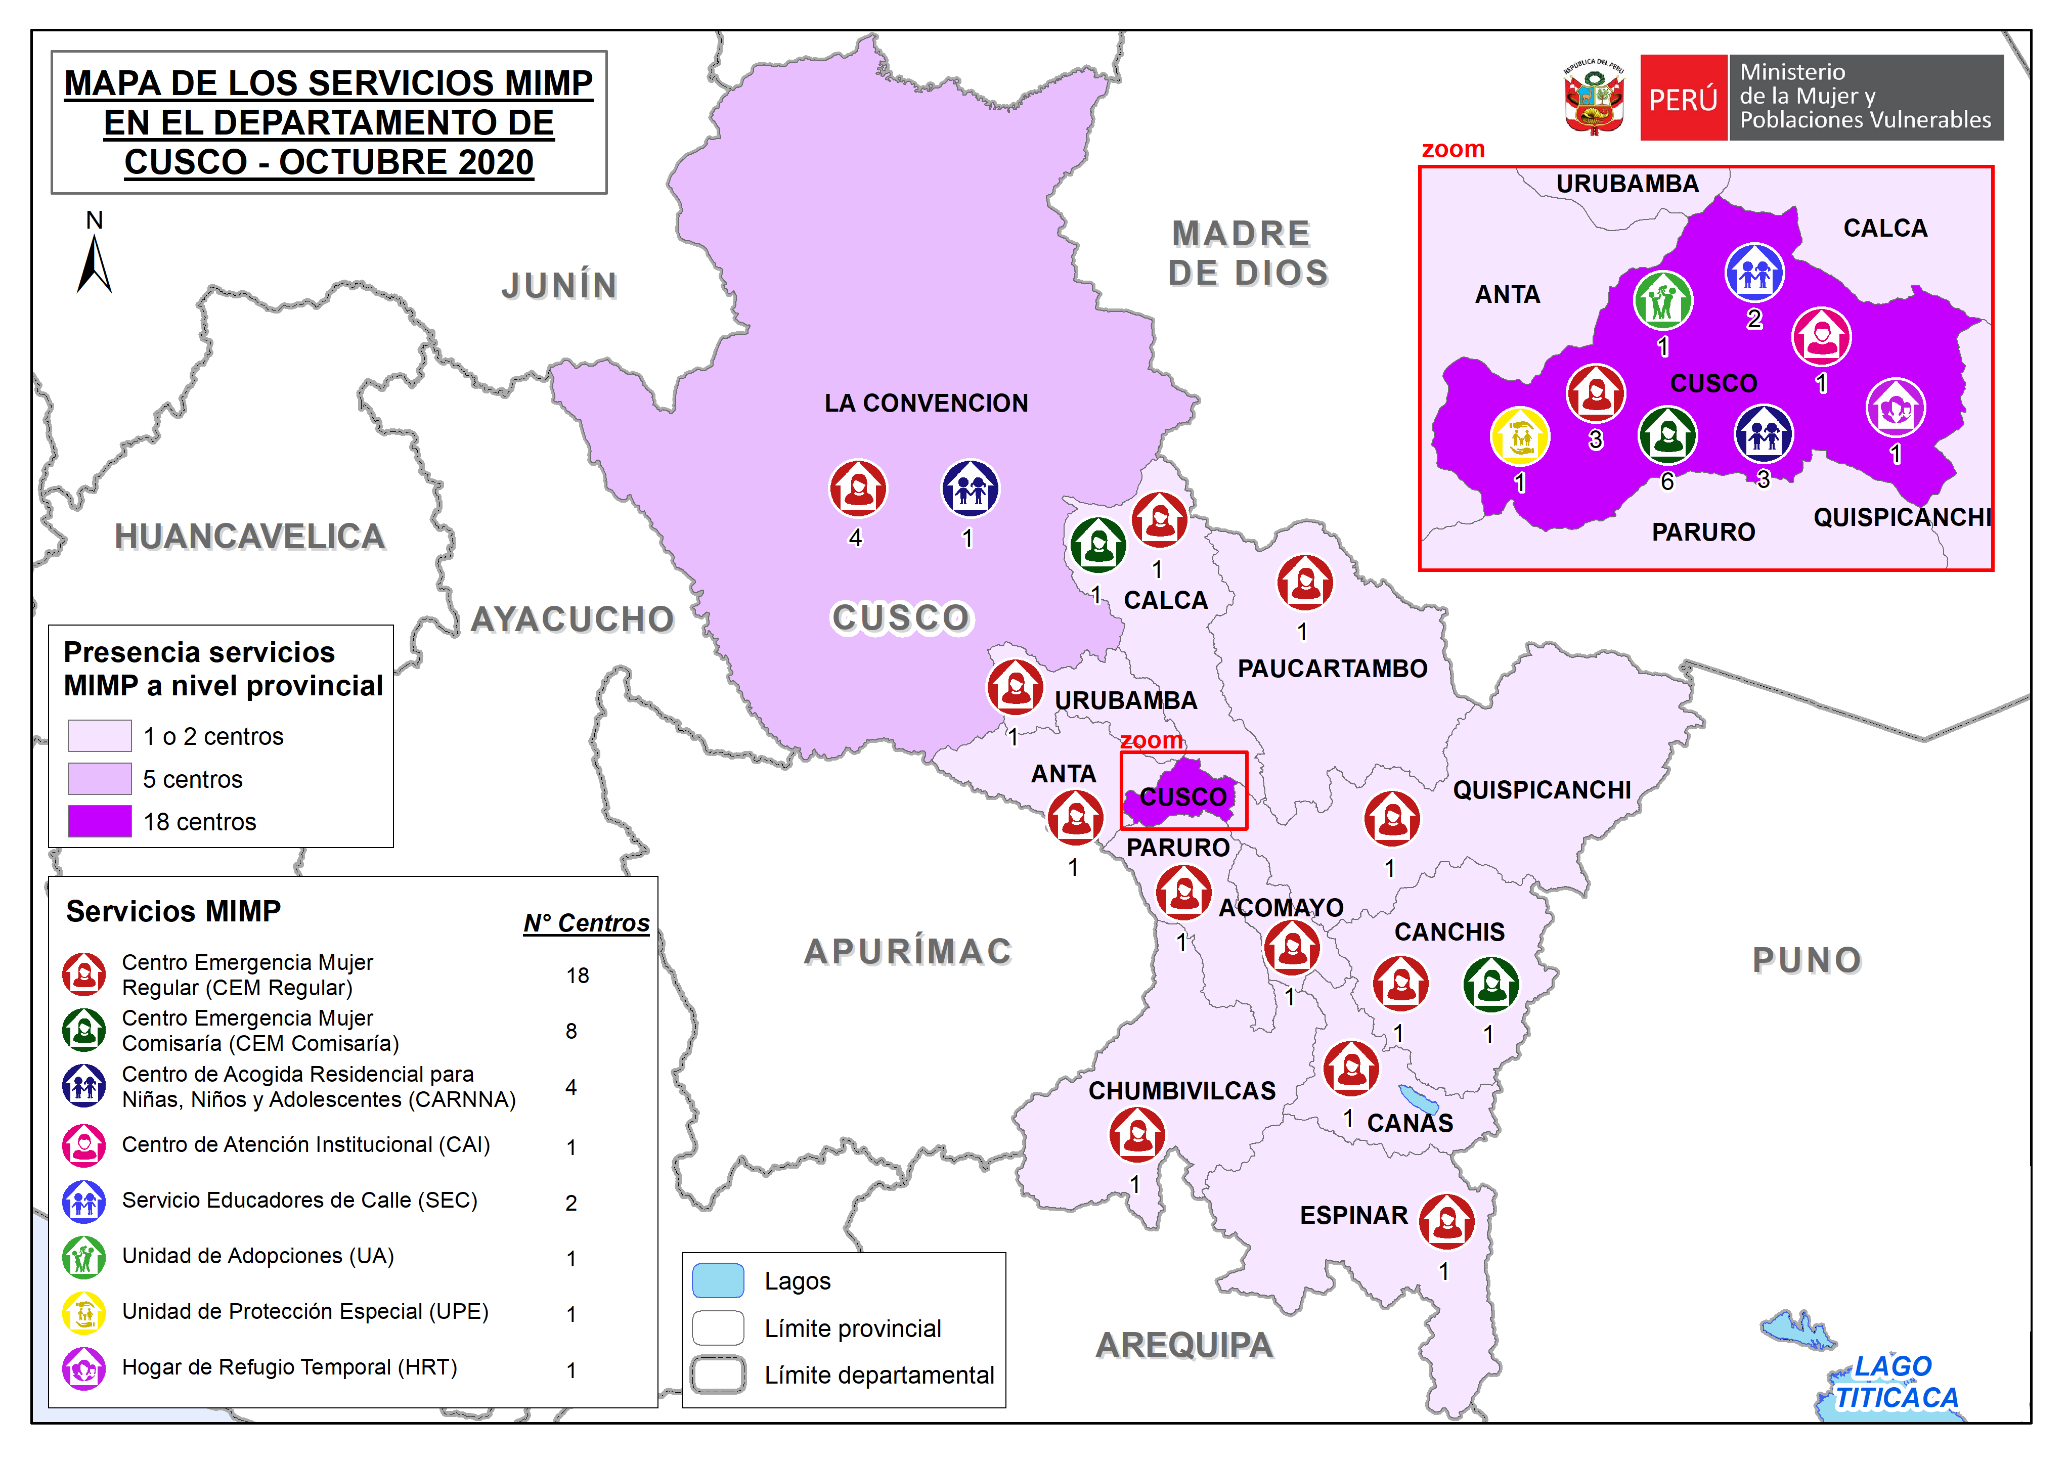 MAPA DE LOS SERVICIOS MIMP
EN EL DEPARTAMENTO DE
CUSCO - OCTUBRE 2020
REPÚBLICA DEL PERÚ
PERÚ
Ministerio
de la Mujer y
Poblaciones Vulnerables
N
zoom
URUBAMBA
CALCA
ANTA
2
1
CUSCO
1
3
6
3
1
1
PARURO
QUISPICANCHI
JUNÍN
MADRE
DE DIOS
LA CONVENCION
4
1
HUANCAVELICA
AYACUCHO
CUSCO
1
1
CALCA
1
PAUCARTAMBO
1
URUBAMBA
zoom
ANTA
1
CUSCO
QUISPICANCHI
1
PARURO
1
ACOMAYO
1
CANCHIS
1
1
APURÍMAC
PUNO
CHUMBIVILCAS
1
1
CANAS
ESPINAR
1
AREQUIPA
LAGO
TITICACA
Presencia servicios
MIMP a nivel provincial
1 o 2 centros
5 centros
18 centros
Servicios MIMP
N° Centros
Centro Emergencia Mujer
Regular (CEM Regular)
18
Centro Emergencia Mujer
Comisaría (CEM Comisaría)
8
Centro de Acogida Residencial para
Niñas, Niños y Adolescentes (CARNNA)
4
Centro de Atención Institucional (CAI)
1
Servicio Educadores de Calle (SEC)
2
Unidad de Adopciones (UA)
1
Unidad de Protección Especial (UPE)
1
Hogar de Refugio Temporal (HRT)
1
Lagos
Límite provincial
Límite departamental